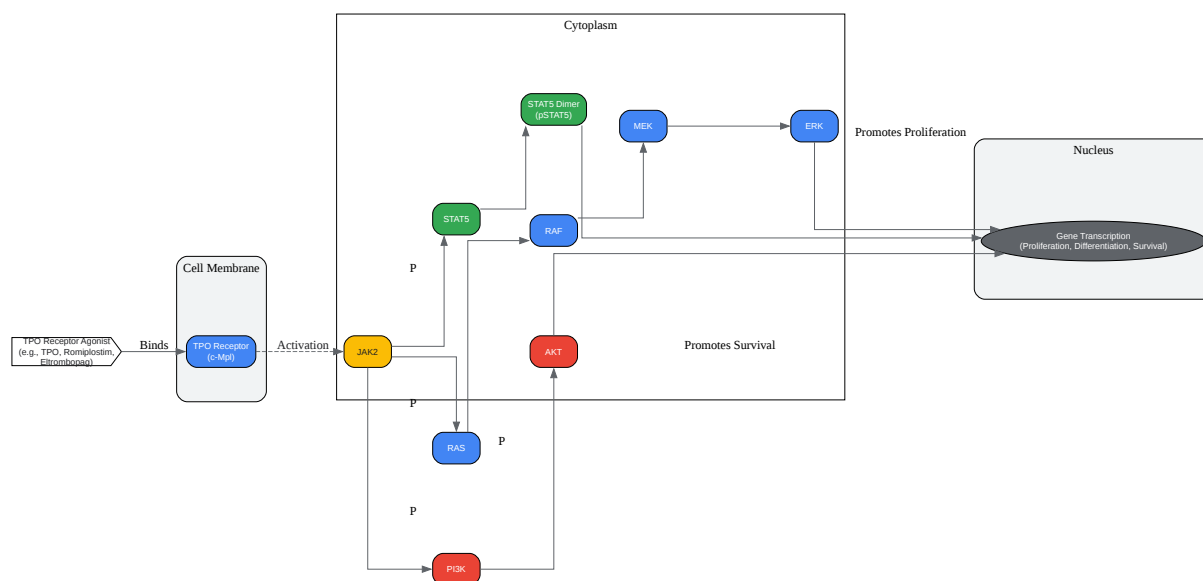 Cytoplasm
STAT5 Dimer
(pSTAT5)
MEK
ERK
Promotes Proliferation
Nucleus
STAT5
RAF
Gene Transcription
(Proliferation, Differentiation, Survival)
P
Cell Membrane
TPO Receptor Agonist
(e.g., TPO, Romiplostim,
Eltrombopag)
Binds
TPO Receptor
(c-Mpl)
Activation
JAK2
AKT
Promotes Survival
P
RAS
P
P
PI3K